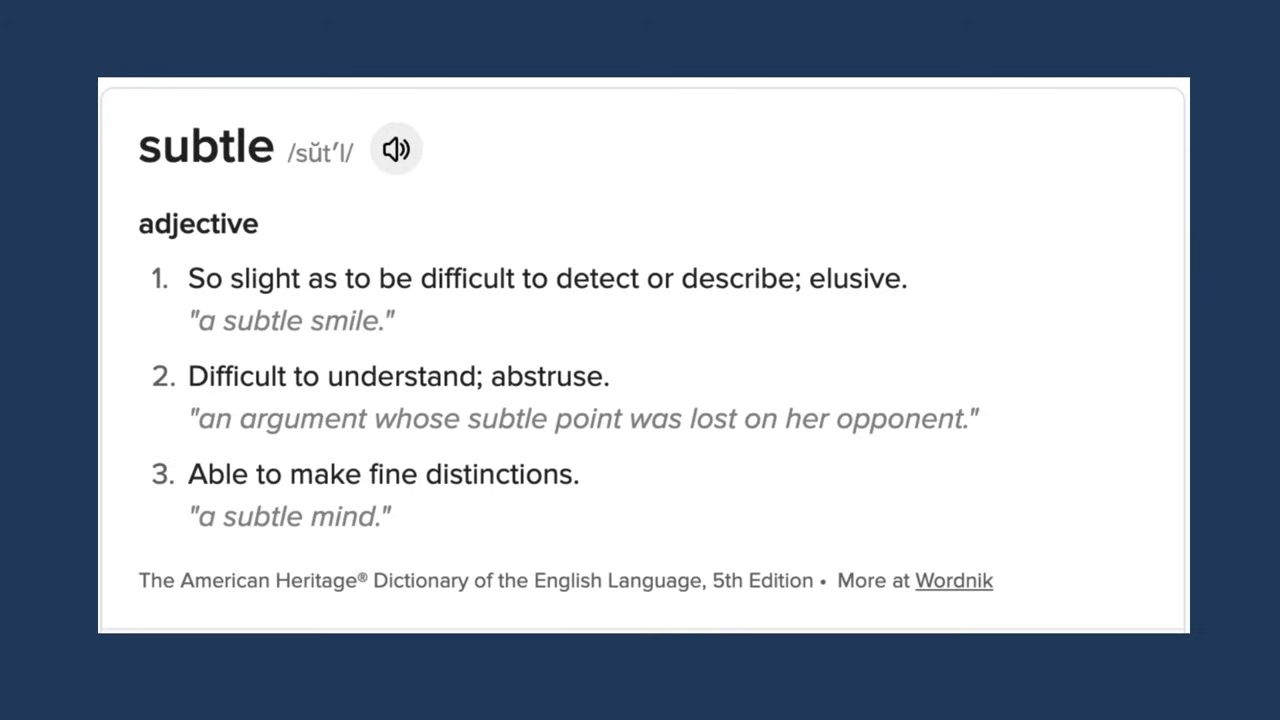 subtle /sŭt′l/
adjective
1. So slight as to be difficult to detect or describe; elusive.
"a subtle smile."
2. Difficult to understand; abstruse.
"an argument whose subtle point was lost on her opponent."
3. Able to make fine distinctions.
"a subtle mind."
The American Heritage® Dictionary of the English Language, 5th Edition • More at Wordnik